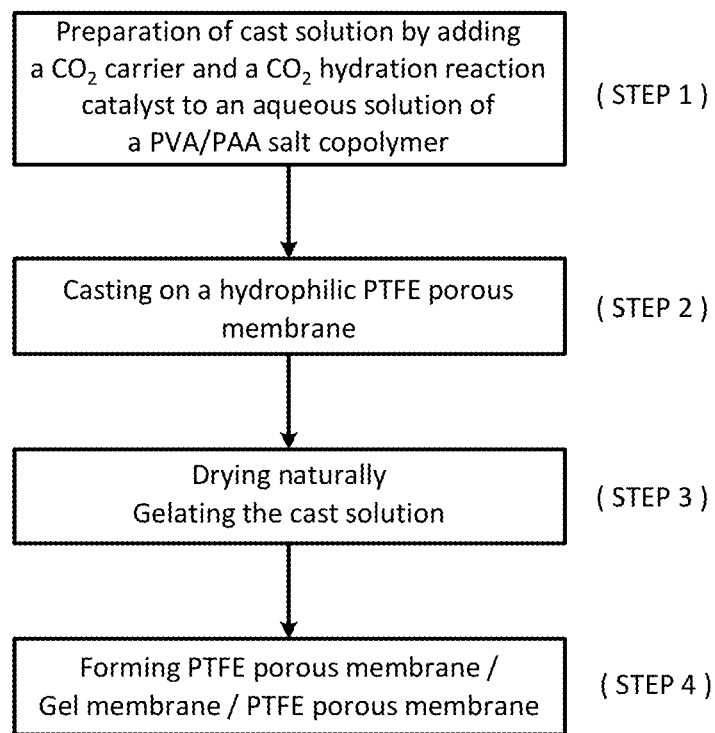 Preparation of cast solution by adding
a CO₂ carrier and a CO₂ hydration reaction
catalyst to an aqueous solution of
a PVA/PAA salt copolymer
( STEP 1 )
Casting on a hydrophilic PTFE porous
membrane
( STEP 2 )
Drying naturally
Gelating the cast solution
( STEP 3 )
Forming PTFE porous membrane /
Gel membrane / PTFE porous membrane
( STEP 4 )